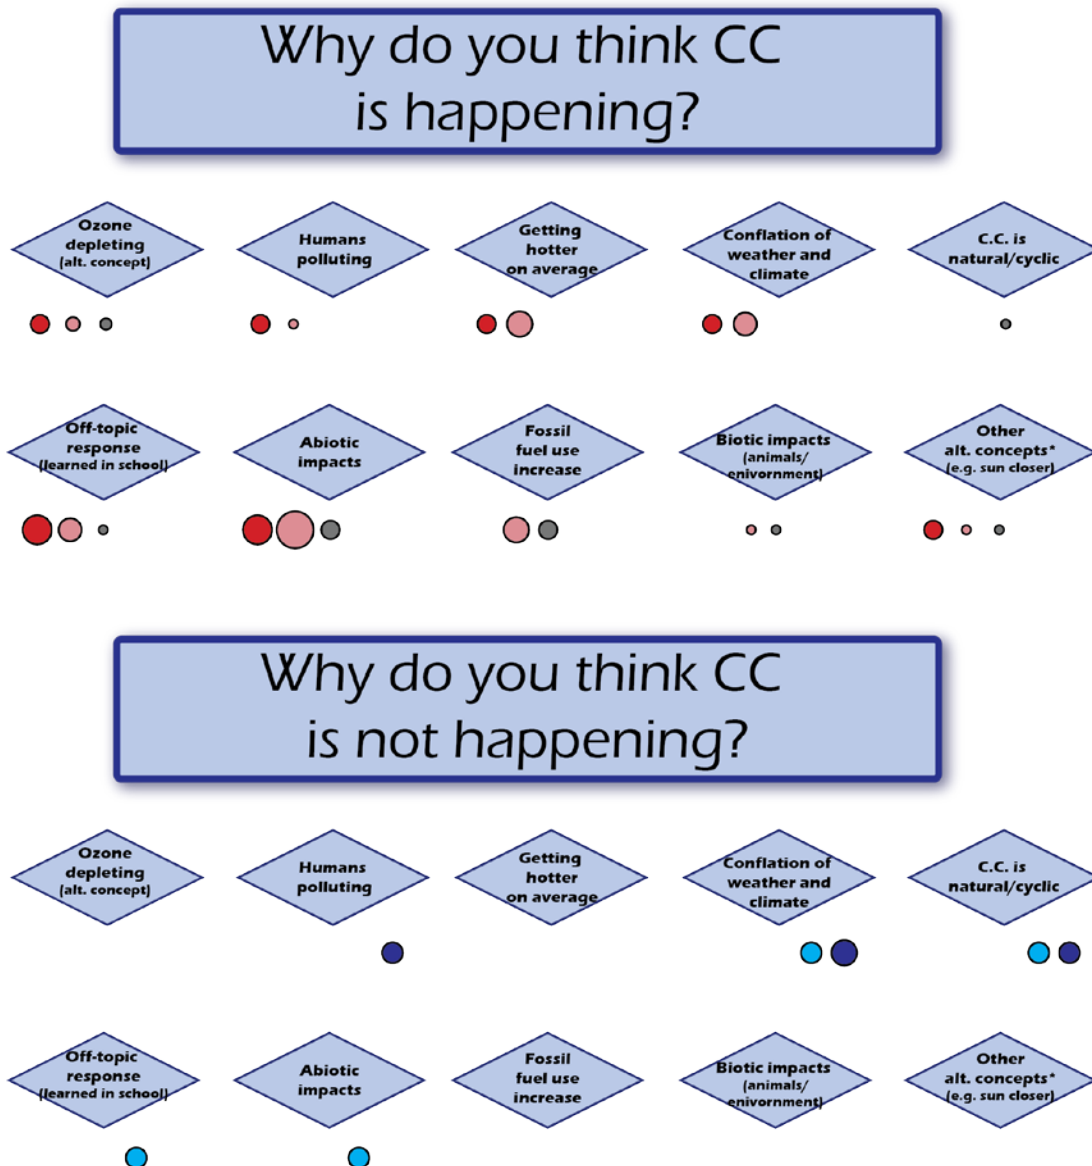 Why do you think CC
is happening?
Ozone
depleting
(alt. concept)
Humans
polluting
Getting
hotter
on average
Conflation of
weather and
climate
C.C. is
natural/cyclic
Off-topic
response
(learned in school)
Abiotic
impacts
Fossil
fuel use
increase
Biotic impacts
(animals/
enivornment)
Other
alt. concepts*
(e.g. sun closer)
Why do you think CC
is not happening?
Ozone
depleting
(alt. concept)
Humans
polluting
Getting
hotter
on average
Conflation of
weather and
climate
C.C. is
natural/cyclic
Off-topic
response
(learned in school)
Abiotic
impacts
Fossil
fuel use
increase
Biotic impacts
(animals/
enivornment)
Other
alt. concepts*
(e.g. sun closer)